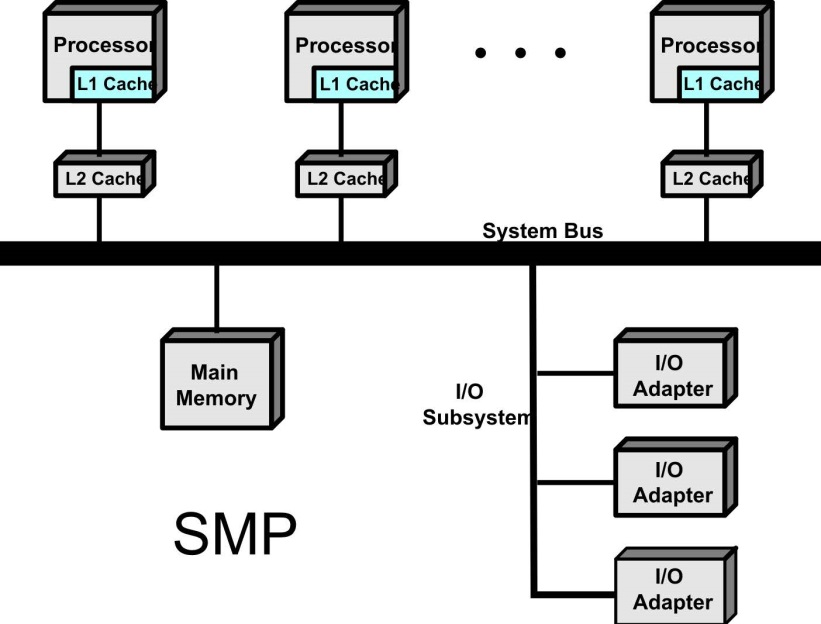 Processor
L1 Cache
Processor
L1 Cache
Processor
L1 Cache
L2 Cache
L2 Cache
L2 Cache
System Bus
Main
Memory
I/O
Subsystem
I/O
Adapter
I/O
Adapter
I/O
Adapter
SMP